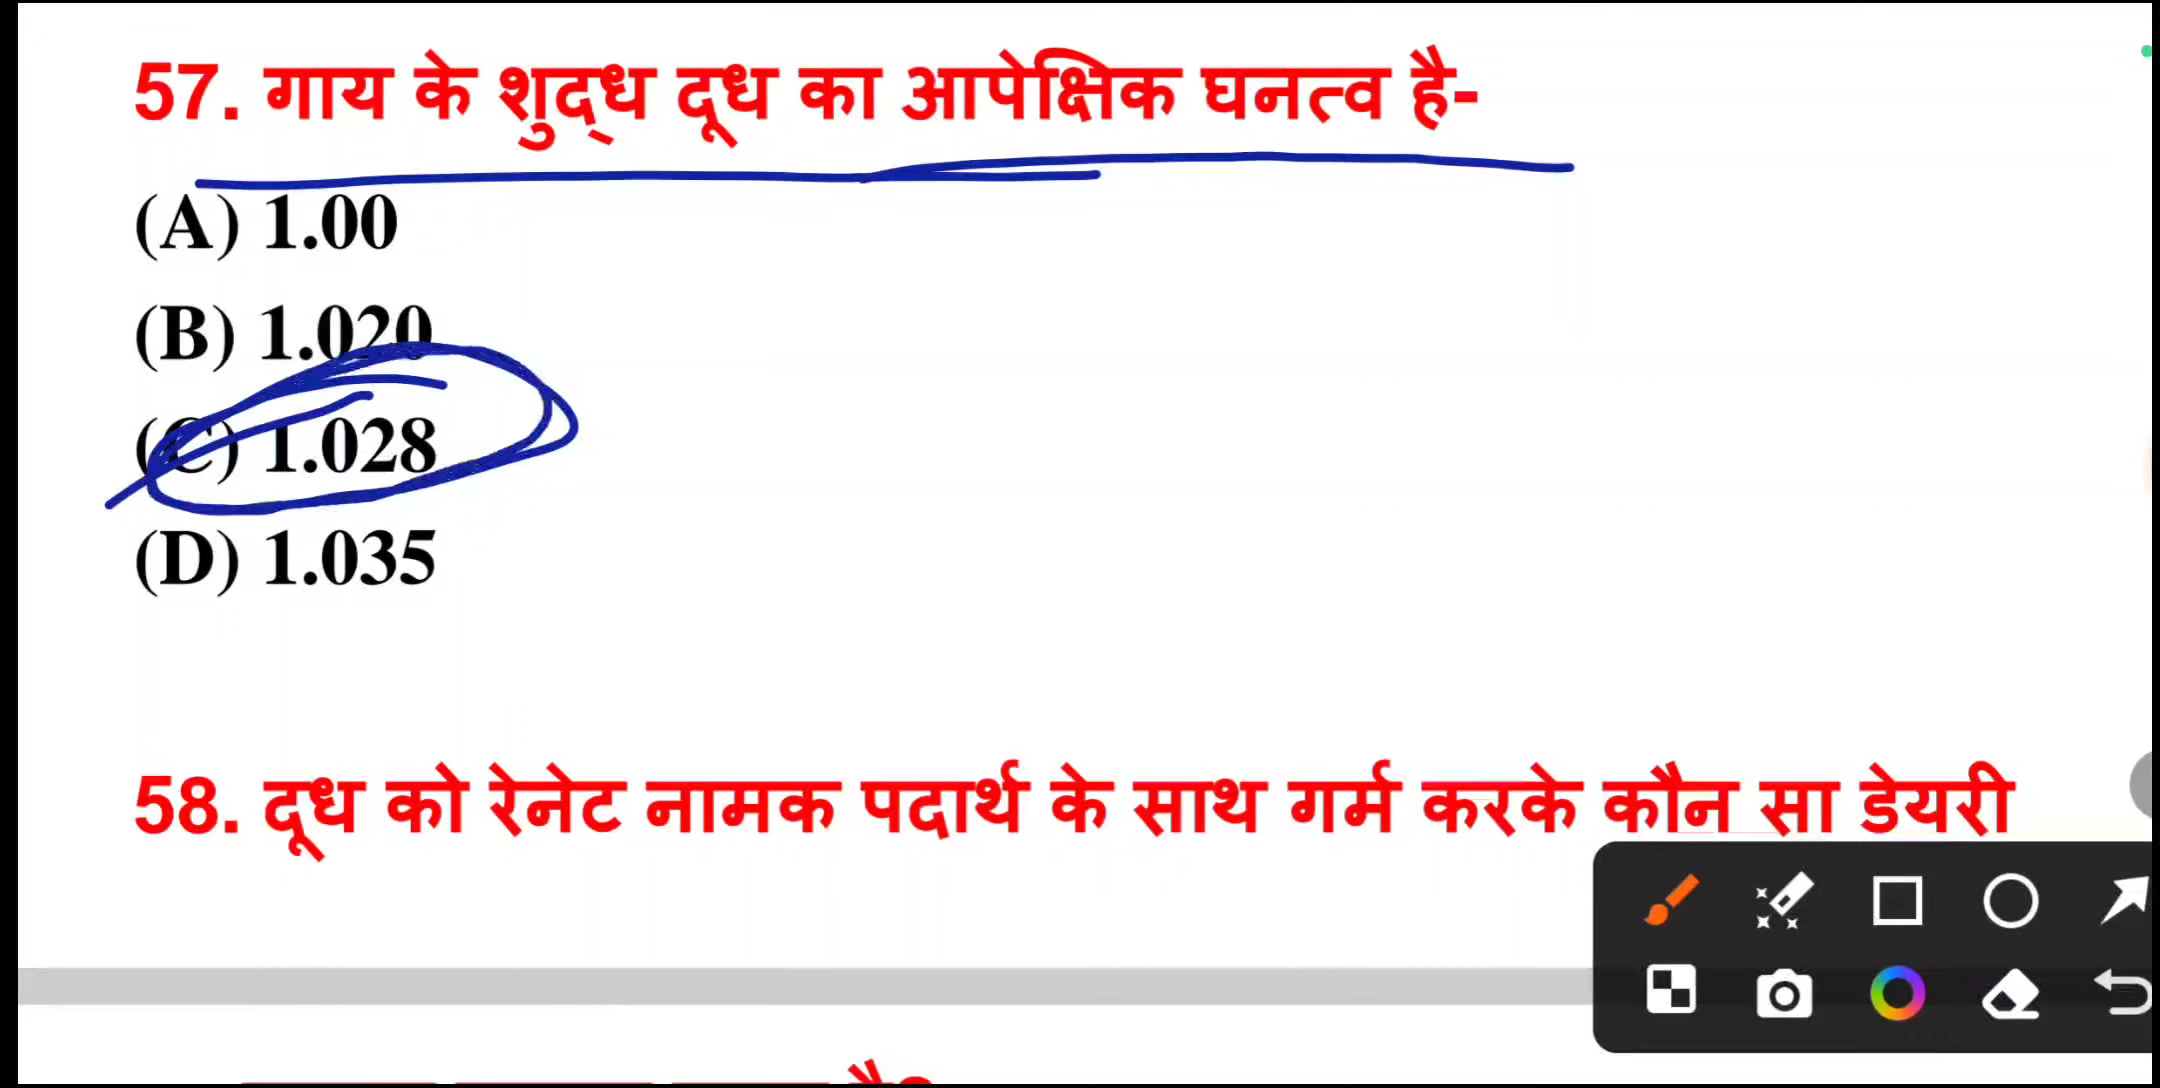 57. गाय के शुद्ध दूध का आपेक्षिक घनत्व है-
(A) 1.00
(B) 1.020
(C) 1.028
(D) 1.035
58. दूध को रेनेट नामक पदार्थ के साथ गर्म करके कौन सा डेयरी